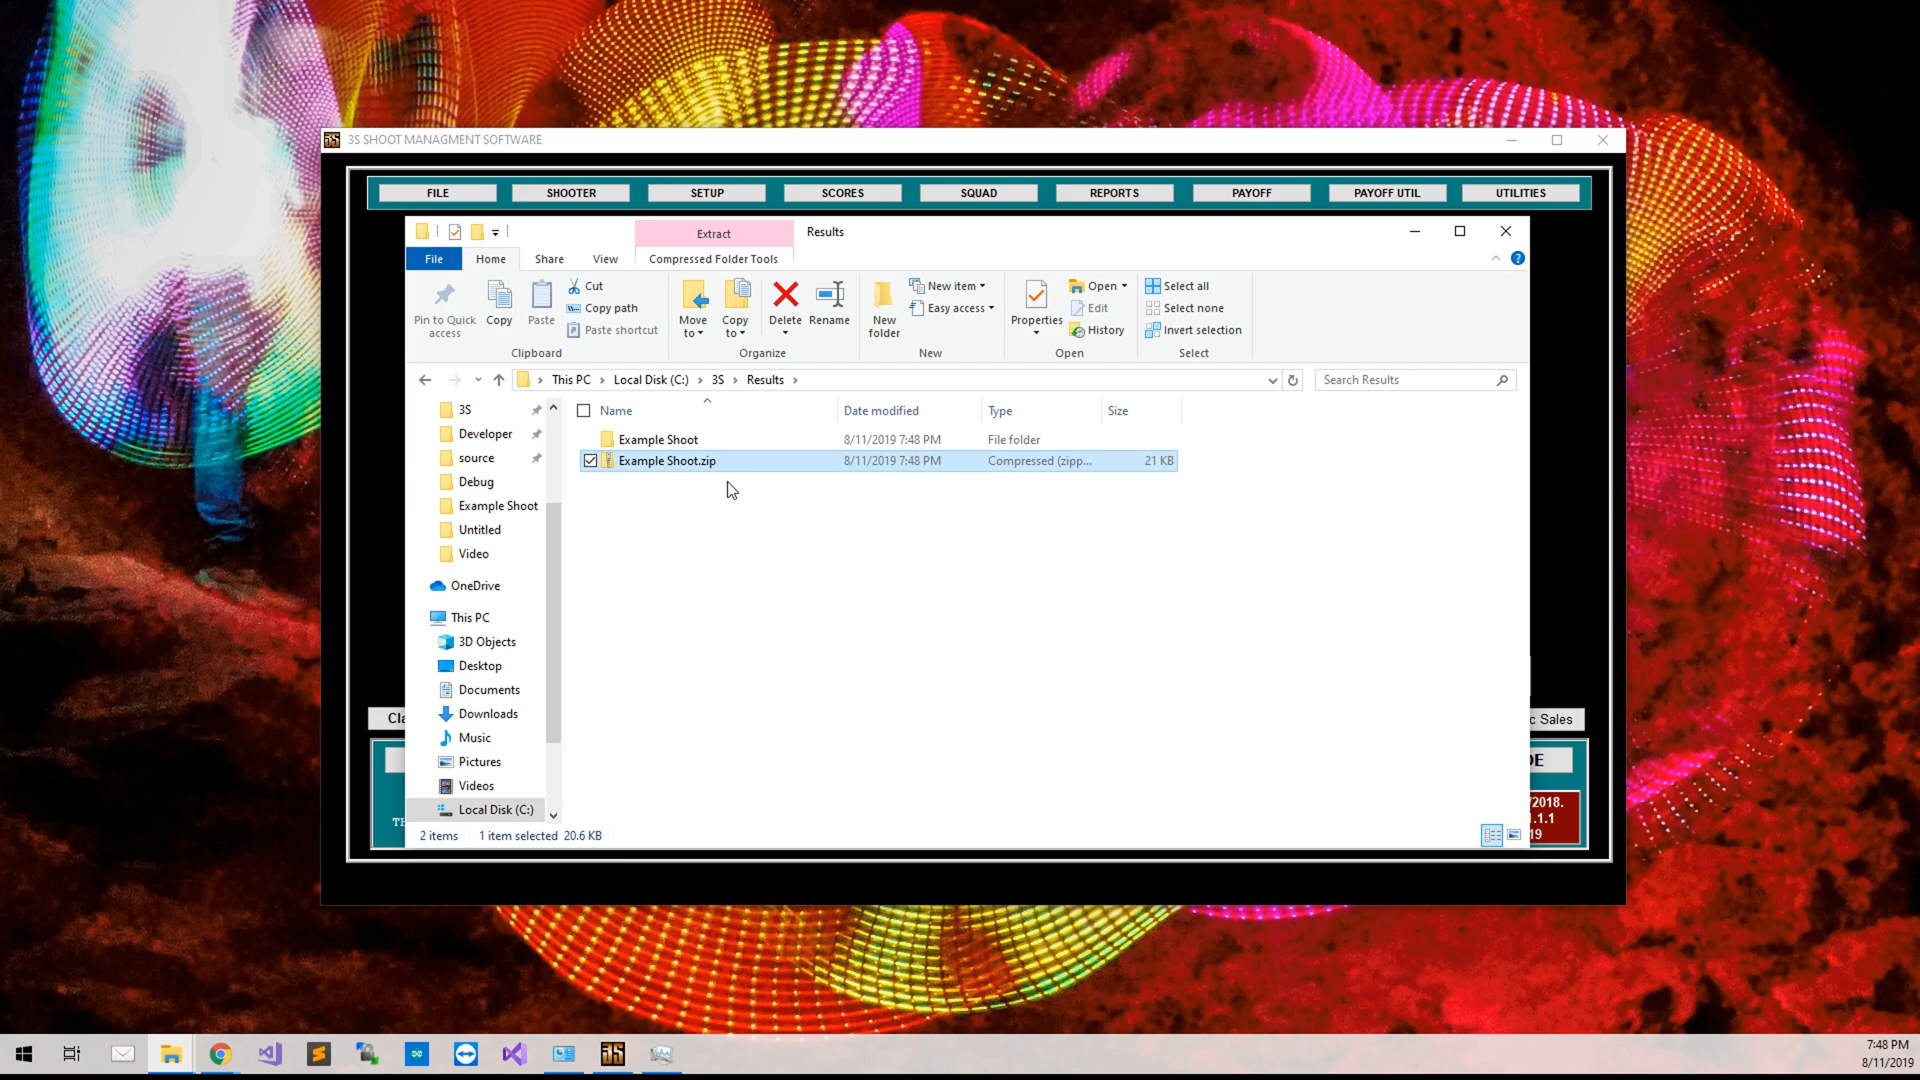 3S SHOOT MANAGMENT SOFTWARE
FILE SHOOTER SETUP SCORES SQUAD REPORTS PAYOFF PAYOFF UTIL UTILITIES
Extract Results
File Home Share View Compressed Folder Tools
Pin to Quick access
Copy
Paste
Cut
Copy path
Paste shortcut
Clipboard
Move to
Copy to
Delete
Rename
Organize
New folder
New item
Easy access
New
Properties
Open
Edit
History
Open
Select all
Select none
Invert selection
Select
This PC > Local Disk (C:) > 3S > Results >
Search Results
Name Date modified Type Size
Example Shoot 8/11/2019 7:48 PM File folder
Example Shoot.zip 8/11/2019 7:48 PM Compressed (zipp... 21 KB
3S
Developer
source
Debug
Example Shoot
Untitled
Video
OneDrive
This PC
3D Objects
Desktop
Documents
Downloads
Music
Pictures
Videos
Local Disk (C:)
2 items 1 item selected 20.6 KB
Cla
c Sales
DE
TH
/2018.
.1.1
19
7:48 PM
8/11/2019